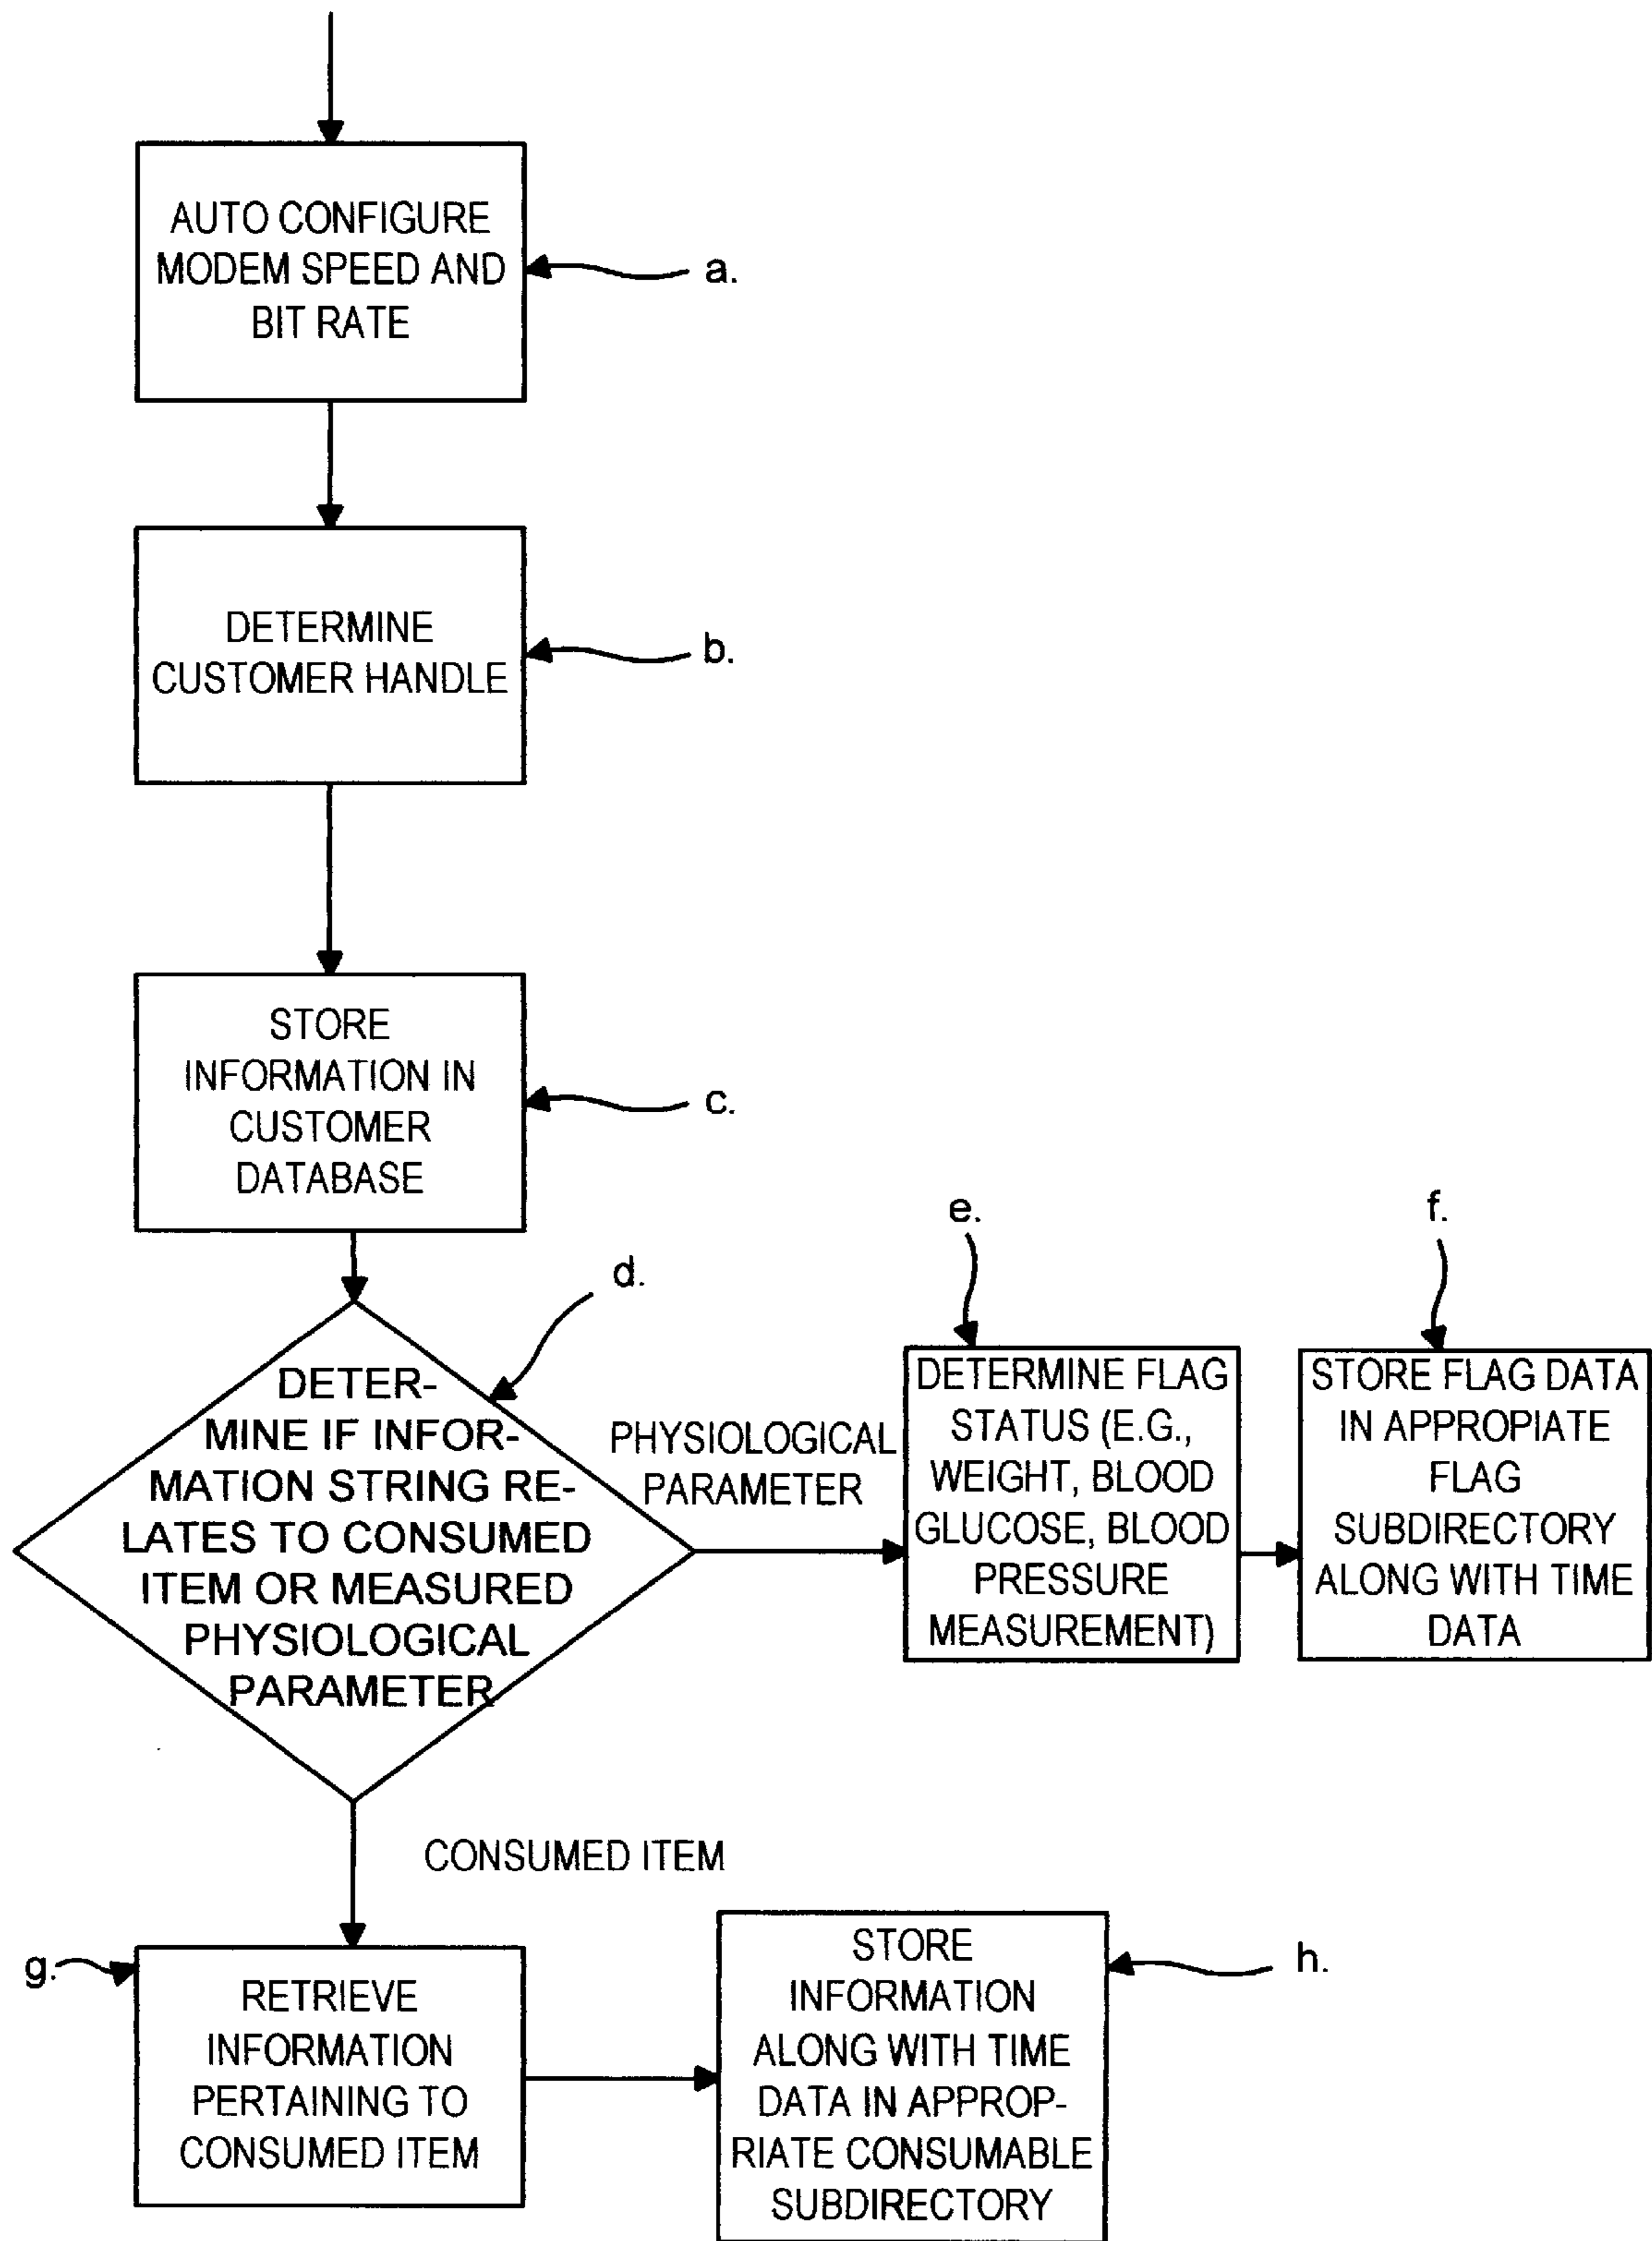 AUTO CONFIGURE
MODEM SPEED AND
BIT RATE
a.
DETERMINE
CUSTOMER HANDLE
b.
STORE
INFORMATION IN
CUSTOMER
DATABASE
c.
d.
DETER-
MINE IF INFOR-
MATION STRING RE-
LATES TO CONSUMED
ITEM OR MEASURED
PHYSIOLOGICAL
PARAMETER
PHYSIOLOGICAL
PARAMETER
e.
DETERMINE FLAG
STATUS (E.G.,
WEIGHT, BLOOD
GLUCOSE, BLOOD
PRESSURE
MEASUREMENT)
f.
STORE FLAG DATA
IN APPROPIATE
FLAG
SUBDIRECTORY
ALONG WITH TIME
DATA
CONSUMED ITEM
g.
RETRIEVE
INFORMATION
PERTAINING TO
CONSUMED ITEM
STORE
INFORMATION
ALONG WITH TIME
DATA IN APPROP-
RIATE CONSUMABLE
SUBDIRECTORY
h.